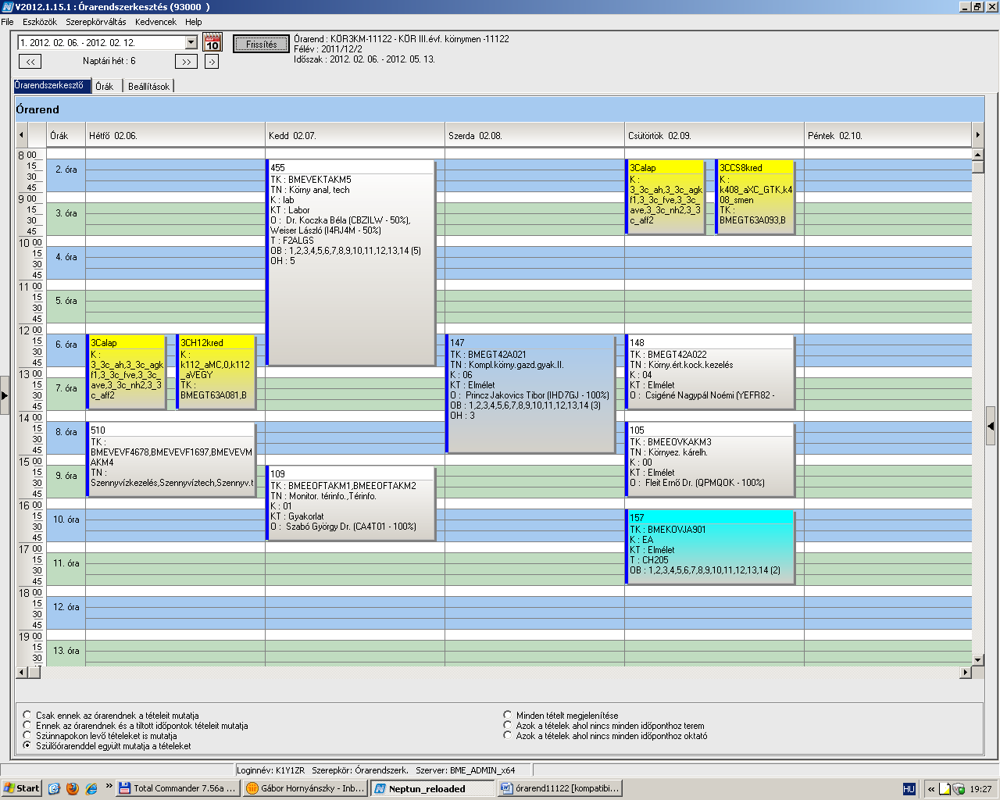 V2012.1.15.1 : Órarendszerkesztés (93000 )
File Eszközök Szerepkörváltás Kedvencek Help
1. 2012. 02. 06. - 2012. 02. 12.
10
Frissítés
Órarend : KÖR3KM-11122 - KÖR III.évf. környmen -11122
Félév : 2011/12/2
Időszak : 2012. 02. 06. - 2012. 05. 13.
<< Naptári hét : 6 >> ->
Órarendszerkesztő Órák Beállítások
Órarend
Órák Hétfő 02.06. Kedd 02.07. Szerda 02.08. Csütörtök 02.09. Péntek 02.10.
8 00
15
30
45
9 00
15
30
45
10 00
15
30
45
11 00
15
30
45
12 00
15
30
45
13 00
15
30
45
14 00
15
30
45
15 00
15
30
45
16 00
15
30
45
17 00
15
30
45
18 00
15
30
45
19 00
15
30
2. óra
3. óra
4. óra
5. óra
6. óra
7. óra
8. óra
9. óra
10. óra
11. óra
12. óra
13. óra
3Calap
K :
3_3c_ah,3_3c_agk
f1,3_3c_fve,3_3c_
ave,3_3c_nh2,3_3
c_aff2
3CH12kred
K :
k112_aMC,0,k112
_aVEGY
TK :
BMEGT63A081,B
510
TK :
BMEVEVF4678,BMEVEVF1697,BMEVEVM
AKM4
TN :
Szennyvízkezelés,Szennyvíztech,Szennyv.t
455
TK : BMEVEKTAKM5
TN : Körny anal, tech
K : lab
KT : Labor
O : Dr. Koczka Béla (CBZILW - 50%),
Weiser László (I4RJ4M - 50%)
T : F2ALGS
OB : 1,2,3,4,5,6,7,8,9,10,11,12,13,14 (5)
OH : 5
109
TK : BMEEOFTAKM1,BMEEOFTAKM2
TN : Monitor. térinfo.,Térinfo.
K : 01
KT : Gyakorlat
O : Szabó György Dr. (CA4T01 - 100%)
147
TK : BMEGT42A021
TN : Kompl.körny.gazd.gyak.II.
K : 06
KT : Elmélet
O : Princz Jakovics Tibor (IHD7GJ - 100%)
OB : 1,2,3,4,5,6,7,8,9,10,11,12,13,14 (3)
OH : 3
3Calap
K :
3_3c_ah,3_3c_agk
f1,3_3c_fve,3_3c_
ave,3_3c_nh2,3_3
c_aff2
3CCS8kred
K :
k408_aXC_GTK,k4
08_smen
TK :
BMEGT63A093,B
148
TK : BMEGT42A022
TN : Körny.ért.kock.kezelés
K : 04
KT : Elmélet
O : Csigéné Nagypál Noémi (YEFR82 -
105
TK : BMEEOVKAKM3
TN : Környez. kárelh.
K : 00
KT : Elmélet
O : Fleit Ernő Dr. (QPMQOK - 100%)
157
TK : BMEKOVJA901
K : EA
KT : Elmélet
T : CH205
OB : 1,2,3,4,5,6,7,8,9,10,11,12,13,14 (2)
Csak ennek az órarendnek a tételeit mutatja
Ennek az órarendnek és a tiltott időpontok tételeit mutatja
Szünnapokon levő tételeket is mutatja
Szülőórarenddel együtt mutatja a tételeket
Minden tételt megjelenítése
Azok a tételek ahol nincs minden időponthoz terem
Azok a tételek ahol nincs minden időponthoz oktató
Loginnév: K1Y1ZR Szerepkör: Órarendszerk. Szerver: BME_ADMIN_x64
Start » Total Commander 7.56a ... Gábor Hornyánszky - Inb... Neptun_reloaded órarend11122 [kompatibi... HU « 19:27